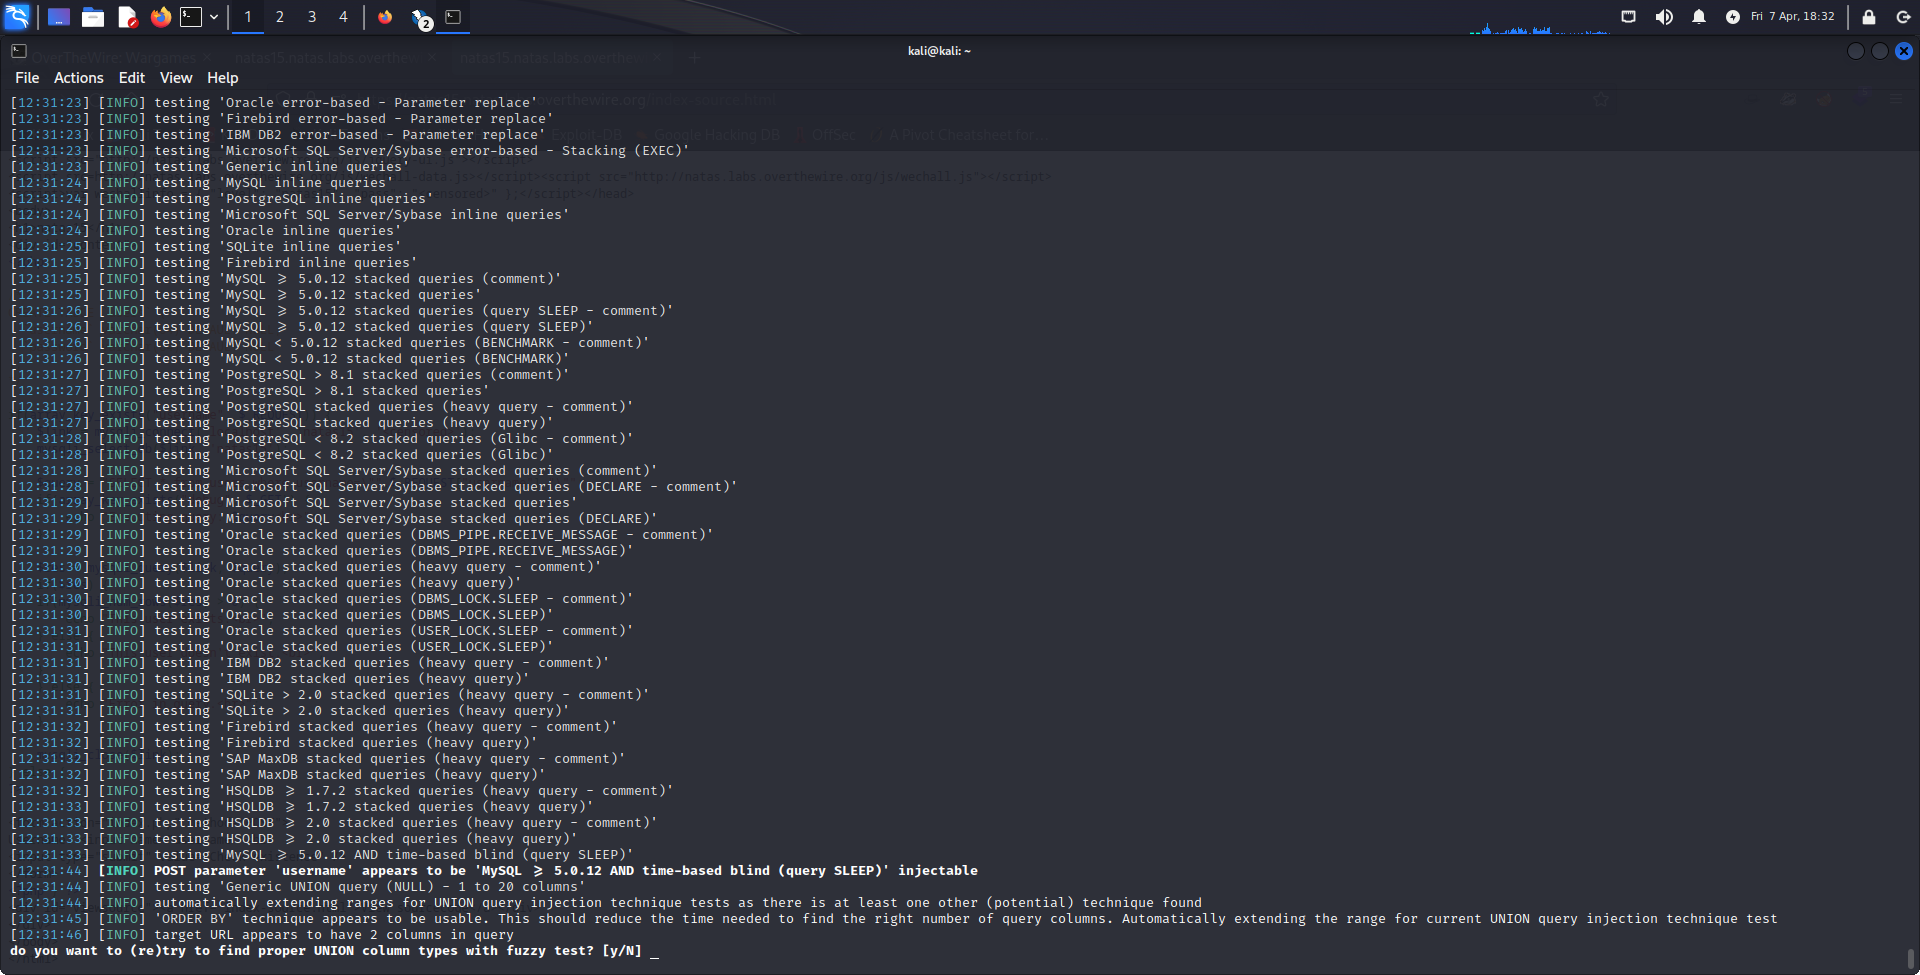 1 2 3 4 2 Fri 7 Apr, 18:32
OverTheWire: Wargames natas15.natas.labs.overthe natas15.natas.labs.overthe kali@kali: ~
File Actions Edit View Help
[12:31:23] [INFO] testing 'Oracle error-based - Parameter replace'
[12:31:23] [INFO] testing 'Firebird error-based - Parameter replace'
[12:31:23] [INFO] testing 'IBM DB2 error-based - Parameter replace' Exploit-DB Google Hacking DB OffSec A Pivot Cheatsheet for ...
[12:31:23] [INFO] testing 'Microsoft SQL Server/Sybase error-based - Stacking (EXEC)'
[12:31:23] [INFO] testing 'Generic inline queries'
[12:31:24] [INFO] testing 'MySQL inline queries' ll-data.js></script><script src="http://natas.labs.overthewire.org/js/wechall.js"></script>
[12:31:24] [INFO] testing 'PostgreSQL inline queries'
[12:31:24] [INFO] testing 'Microsoft SQL Server/Sybase inline queries'
[12:31:24] [INFO] testing 'Oracle inline queries'
[12:31:25] [INFO] testing 'SQLite inline queries'
[12:31:25] [INFO] testing 'Firebird inline queries'
[12:31:25] [INFO] testing 'MySQL ⩾ 5.0.12 stacked queries (comment)'
[12:31:25] [INFO] testing 'MySQL ⩾ 5.0.12 stacked queries'
[12:31:26] [INFO] testing 'MySQL ⩾ 5.0.12 stacked queries (query SLEEP - comment)'
[12:31:26] [INFO] testing 'MySQL ⩾ 5.0.12 stacked queries (query SLEEP)'
[12:31:26] [INFO] testing 'MySQL < 5.0.12 stacked queries (BENCHMARK - comment)'
[12:31:26] [INFO] testing 'MySQL < 5.0.12 stacked queries (BENCHMARK)'
[12:31:27] [INFO] testing 'PostgreSQL > 8.1 stacked queries (comment)'
[12:31:27] [INFO] testing 'PostgreSQL > 8.1 stacked queries'
[12:31:27] [INFO] testing 'PostgreSQL stacked queries (heavy query - comment)'
[12:31:27] [INFO] testing 'PostgreSQL stacked queries (heavy query)'
[12:31:28] [INFO] testing 'PostgreSQL < 8.2 stacked queries (Glibc - comment)'
[12:31:28] [INFO] testing 'PostgreSQL < 8.2 stacked queries (Glibc)'
[12:31:28] [INFO] testing 'Microsoft SQL Server/Sybase stacked queries (comment)'
[12:31:28] [INFO] testing 'Microsoft SQL Server/Sybase stacked queries (DECLARE - comment)'
[12:31:29] [INFO] testing 'Microsoft SQL Server/Sybase stacked queries'
[12:31:29] [INFO] testing 'Microsoft SQL Server/Sybase stacked queries (DECLARE)'
[12:31:29] [INFO] testing 'Oracle stacked queries (DBMS_PIPE.RECEIVE_MESSAGE - comment)'
[12:31:29] [INFO] testing 'Oracle stacked queries (DBMS_PIPE.RECEIVE_MESSAGE)'
[12:31:30] [INFO] testing 'Oracle stacked queries (heavy query - comment)'
[12:31:30] [INFO] testing 'Oracle stacked queries (heavy query)'
[12:31:30] [INFO] testing 'Oracle stacked queries (DBMS_LOCK.SLEEP - comment)'
[12:31:30] [INFO] testing 'Oracle stacked queries (DBMS_LOCK.SLEEP)'
[12:31:31] [INFO] testing 'Oracle stacked queries (USER_LOCK.SLEEP - comment)'
[12:31:31] [INFO] testing 'Oracle stacked queries (USER_LOCK.SLEEP)'
[12:31:31] [INFO] testing 'IBM DB2 stacked queries (heavy query - comment)'
[12:31:31] [INFO] testing 'IBM DB2 stacked queries (heavy query)'
[12:31:31] [INFO] testing 'SQLite > 2.0 stacked queries (heavy query - comment)'
[12:31:31] [INFO] testing 'SQLite > 2.0 stacked queries (heavy query)'
[12:31:32] [INFO] testing 'Firebird stacked queries (heavy query - comment)'
[12:31:32] [INFO] testing 'Firebird stacked queries (heavy query)'
[12:31:32] [INFO] testing 'SAP MaxDB stacked queries (heavy query - comment)'
[12:31:32] [INFO] testing 'SAP MaxDB stacked queries (heavy query)'
[12:31:32] [INFO] testing 'HSQLDB ⩾ 1.7.2 stacked queries (heavy query - comment)'
[12:31:33] [INFO] testing 'HSQLDB ⩾ 1.7.2 stacked queries (heavy query)'
[12:31:33] [INFO] testing 'HSQLDB ⩾ 2.0 stacked queries (heavy query - comment)'
[12:31:33] [INFO] testing 'HSQLDB ⩾ 2.0 stacked queries (heavy query)'
[12:31:33] [INFO] testing 'MySQL ⩾ 5.0.12 AND time-based blind (query SLEEP)'
[12:31:44] [INFO] POST parameter 'username' appears to be 'MySQL ⩾ 5.0.12 AND time-based blind (query SLEEP)' injectable
[12:31:44] [INFO] testing 'Generic UNION query (NULL) - 1 to 20 columns'
[12:31:44] [INFO] automatically extending ranges for UNION query injection technique tests as there is at least one other (potential) technique found
[12:31:45] [INFO] 'ORDER BY' technique appears to be usable. This should reduce the time needed to find the right number of query columns. Automatically extending the range for current UNION query injection technique test
[12:31:46] [INFO] target URL appears to have 2 columns in query
do you want to (re)try to find proper UNION column types with fuzzy test? [y/N] _